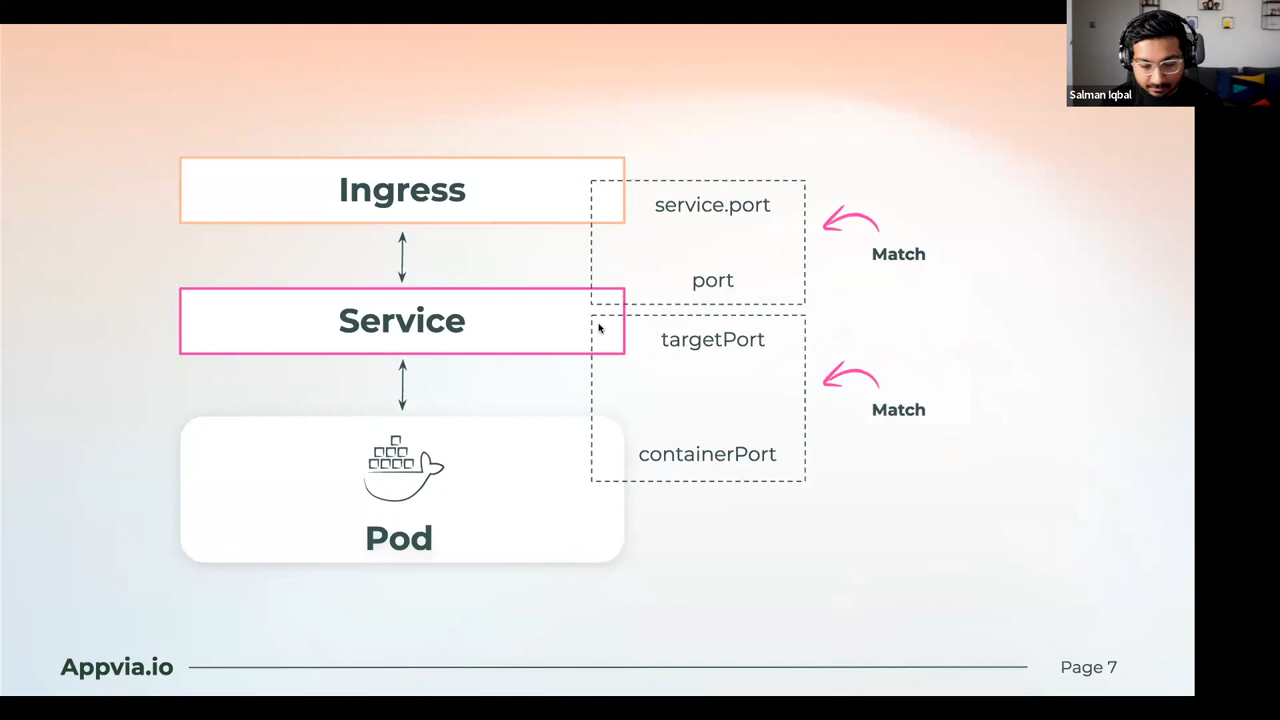 Salman Iqbal
Ingress
service.port
Match
port
Service
targetPort
Match
containerPort
Pod
Appvia.io
Page 7